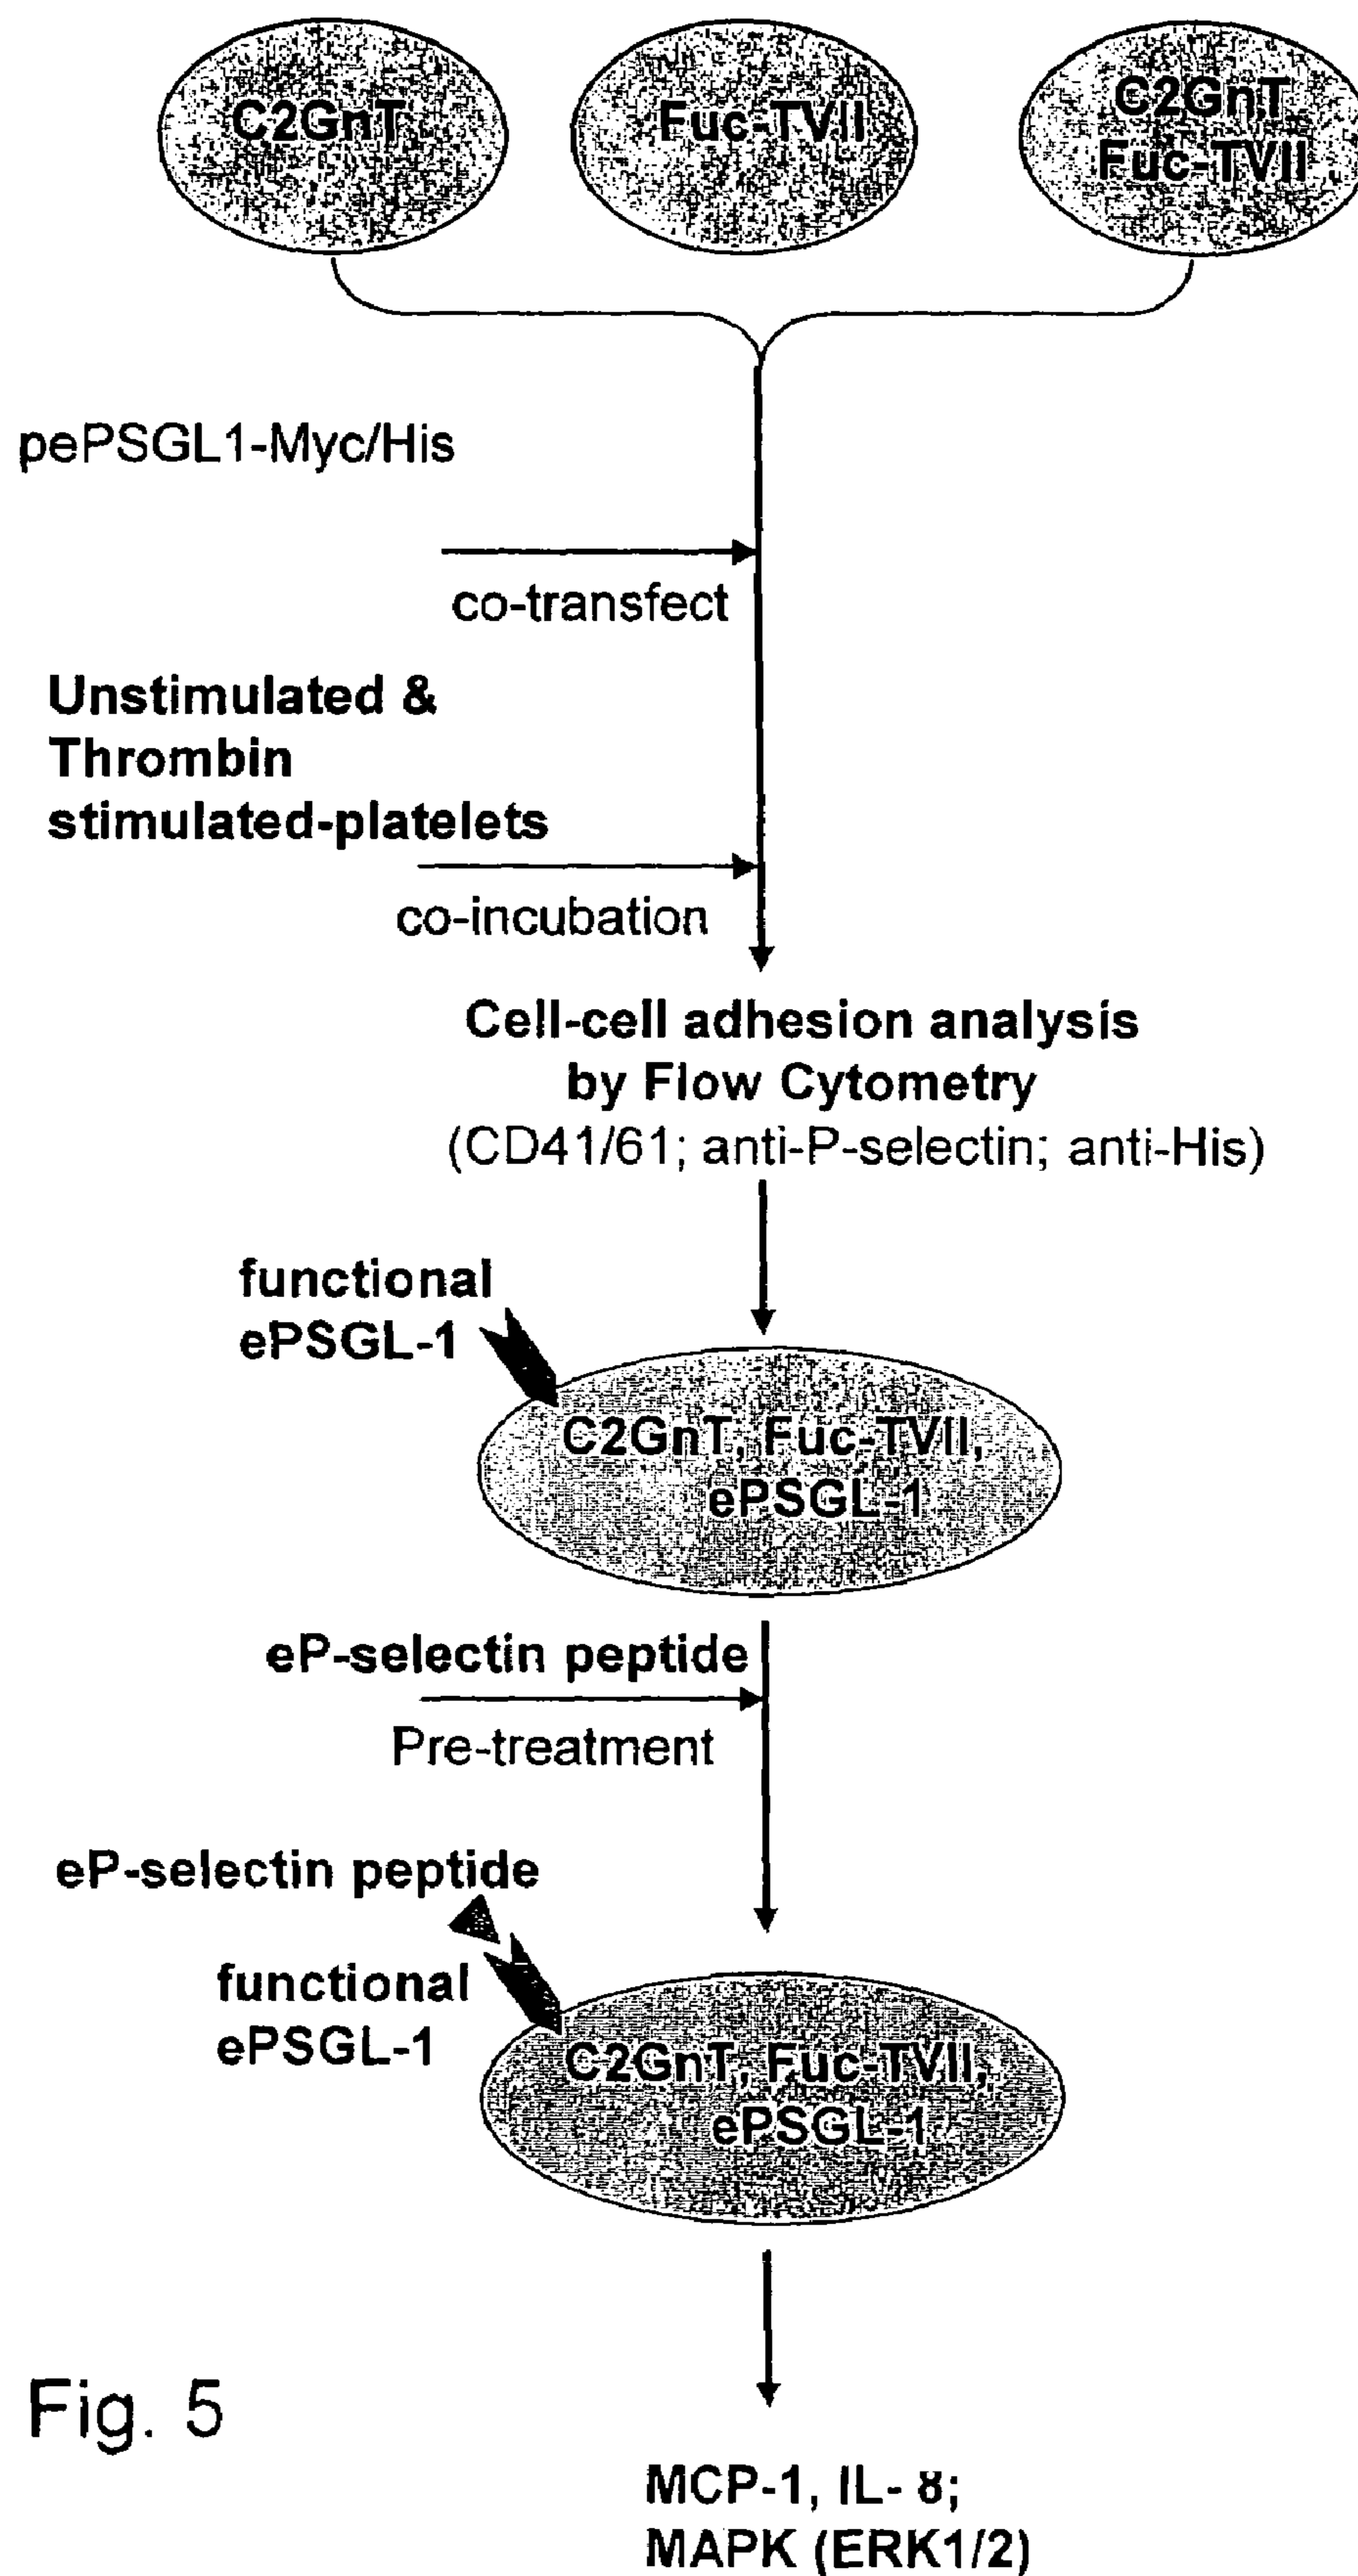 C2GnT
Fuc-TVII
C2GnT
Fuc-TVII
pePSGL1-Myc/His
co-transfect
Unstimulated &
Thrombin
stimulated-platelets
co-incubation
Cell-cell adhesion analysis
by Flow Cytometry
(CD41/61; anti-P-selectin; anti-His)
functional
ePSGL-1
C2GnT, Fuc-TVII,
ePSGL-1
eP-selectin peptide
Pre-treatment
eP-selectin peptide
functional
ePSGL-1
C2GnT, Fuc-TVII,
ePSGL-1
Fig. 5
MCP-1, IL- 8;
MAPK (ERK1/2)